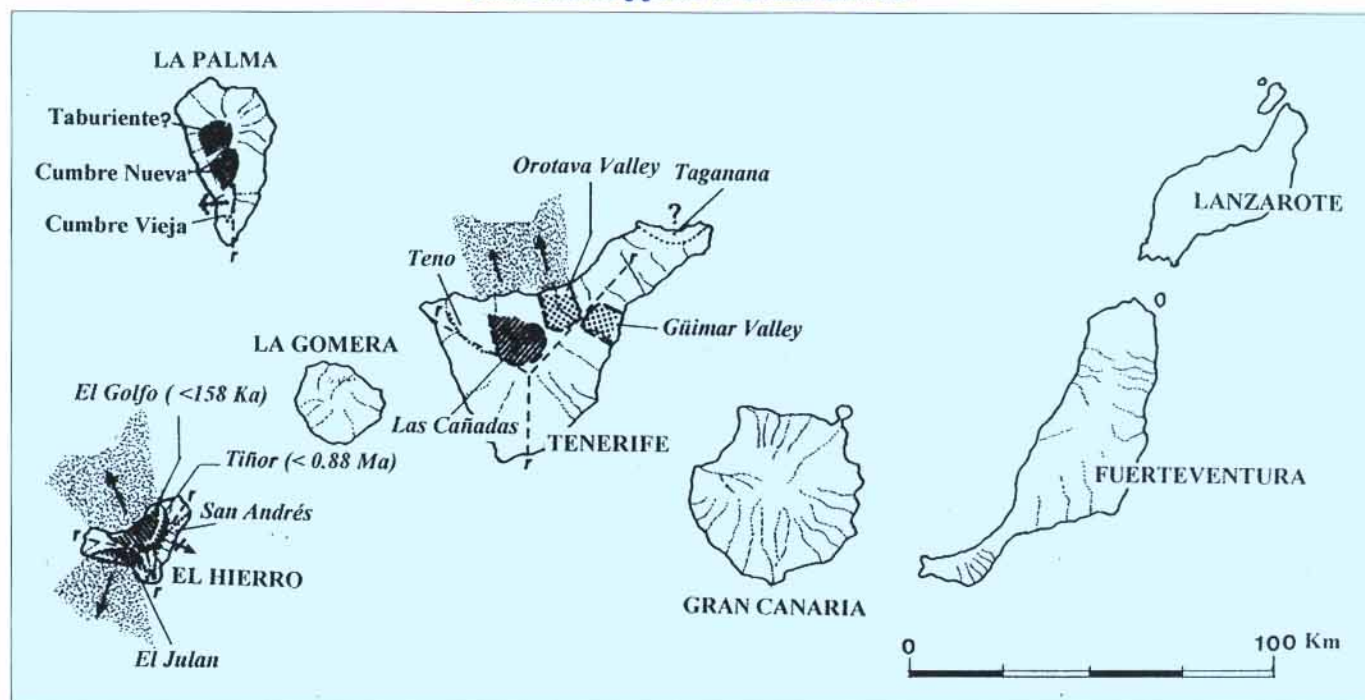 LA PALMA
Taburiente?
Cumbre Nueva
Cumbre Vieja
r
Orotava Valley
Taganana
?
Teno
r
r
Güimar Valley
LANZAROTE
LA GOMERA
El Golfo ( <158 Ka)
Las Cañadas
TENERIFE
r
Tiñor (< 0.88 Ma)
r
San Andrés
r
EL HIERRO
r
El Julan
GRAN CANARIA
FUERTEVENTURA
0
100 Km